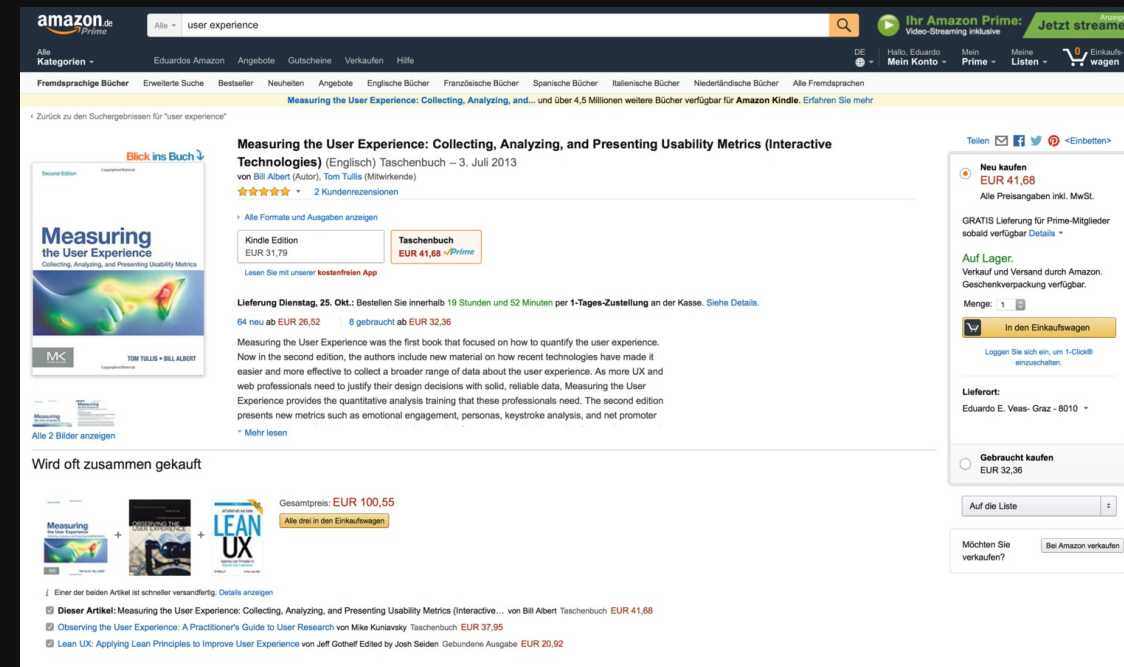 amazon.de
Prime
Alle
user experience
Anzeige
Ihr Amazon Prime:
Video-Streaming inklusive
Jetzt streame
Alle
Kategorien
Eduardos Amazon Angebote Gutscheine Verkaufen Hilfe
DE
Hallo, Eduardo
Mein Konto
Mein
Prime
Meine
Listen
0
Einkaufs-
wagen
Fremdsprachige Bücher Erweiterte Suche Bestseller Neuheiten Angebote Englische Bücher Französische Bücher Spanische Bücher Italienische Bücher Niederländische Bücher Alle Fremdsprachen
Measuring the User Experience: Collecting, Analyzing, and... und über 4,5 Millionen weitere Bücher verfügbar für Amazon Kindle. Erfahren Sie mehr
‹ Zurück zu den Suchergebnissen für "user experience"
Blick ins Buch
Second Edition
Copyrighted Material
Measuring
the User Experience
Collecting, Analyzing, and Presenting Usability Metrics
MK
TOM TULLIS • BILL ALBERT
Copyrighted Material
Alle 2 Bilder anzeigen
Measuring the User Experience: Collecting, Analyzing, and Presenting Usability Metrics (Interactive
Technologies) (Englisch) Taschenbuch – 3. Juli 2013
von Bill Albert (Autor), Tom Tullis (Mitwirkende)
2 Kundenrezensionen
Alle Formate und Ausgaben anzeigen
Kindle Edition
EUR 31,79
Taschenbuch
EUR 41,68 Prime
Lesen Sie mit unserer kostenfreien App
Lieferung Dienstag, 25. Okt.: Bestellen Sie innerhalb 19 Stunden und 52 Minuten per 1-Tages-Zustellung an der Kasse. Siehe Details.
64 neu ab EUR 26,52 8 gebraucht ab EUR 32,36
Measuring the User Experience was the first book that focused on how to quantify the user experience.
Now in the second edition, the authors include new material on how recent technologies have made it
easier and more effective to collect a broader range of data about the user experience. As more UX and
web professionals need to justify their design decisions with solid, reliable data, Measuring the User
Experience provides the quantitative analysis training that these professionals need. The second edition
presents new metrics such as emotional engagement, personas, keystroke analysis, and net promoter
Mehr lesen
Teilen <Einbetten>
Neu kaufen
EUR 41,68
Alle Preisangaben inkl. MwSt.
GRATIS Lieferung für Prime-Mitglieder
sobald verfügbar Details
Auf Lager.
Verkauf und Versand durch Amazon.
Geschenkverpackung verfügbar.
Menge: 1
In den Einkaufswagen
Loggen Sie sich ein, um 1-Click®
einzuschalten.
Lieferort:
Eduardo E. Veas- Graz - 8010
Gebraucht kaufen
EUR 32,36
Auf die Liste
Möchten Sie
verkaufen?
Bei Amazon verkaufen
Wird oft zusammen gekauft
Measuring
the User Experience
+
OBSERVING THE
USER EXPERIENCE
+
LEAN
UX
Gesamtpreis: EUR 100,55
Alle drei in den Einkaufswagen
i Einer der beiden Artikel ist schneller versandfertig. Details anzeigen
Dieser Artikel: Measuring the User Experience: Collecting, Analyzing, and Presenting Usability Metrics (Interactive… von Bill Albert Taschenbuch EUR 41,68
Observing the User Experience: A Practitioner's Guide to User Research von Mike Kuniavsky Taschenbuch EUR 37,95
Lean UX: Applying Lean Principles to Improve User Experience von Jeff Gothelf Edited by Josh Seiden Gebundene Ausgabe EUR 20,92